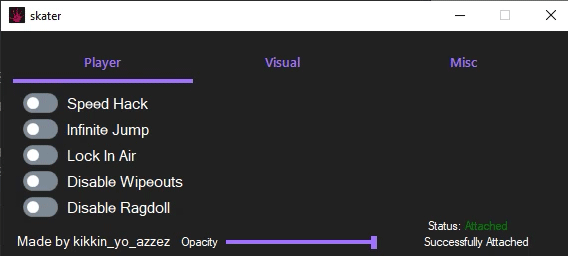 skater
Player Visual Misc
Speed Hack
Infinite Jump
Lock In Air
Disable Wipeouts
Disable Ragdoll
Status: Attached
Made by kikkin_yo_azzez Opacity Successfully Attached